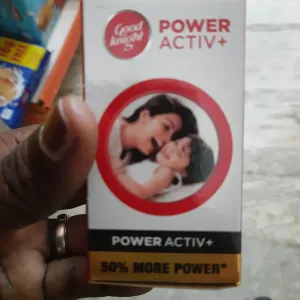 Good
knight
POWER
ACTIV+
POWER ACTIV+
50% MORE POWER*